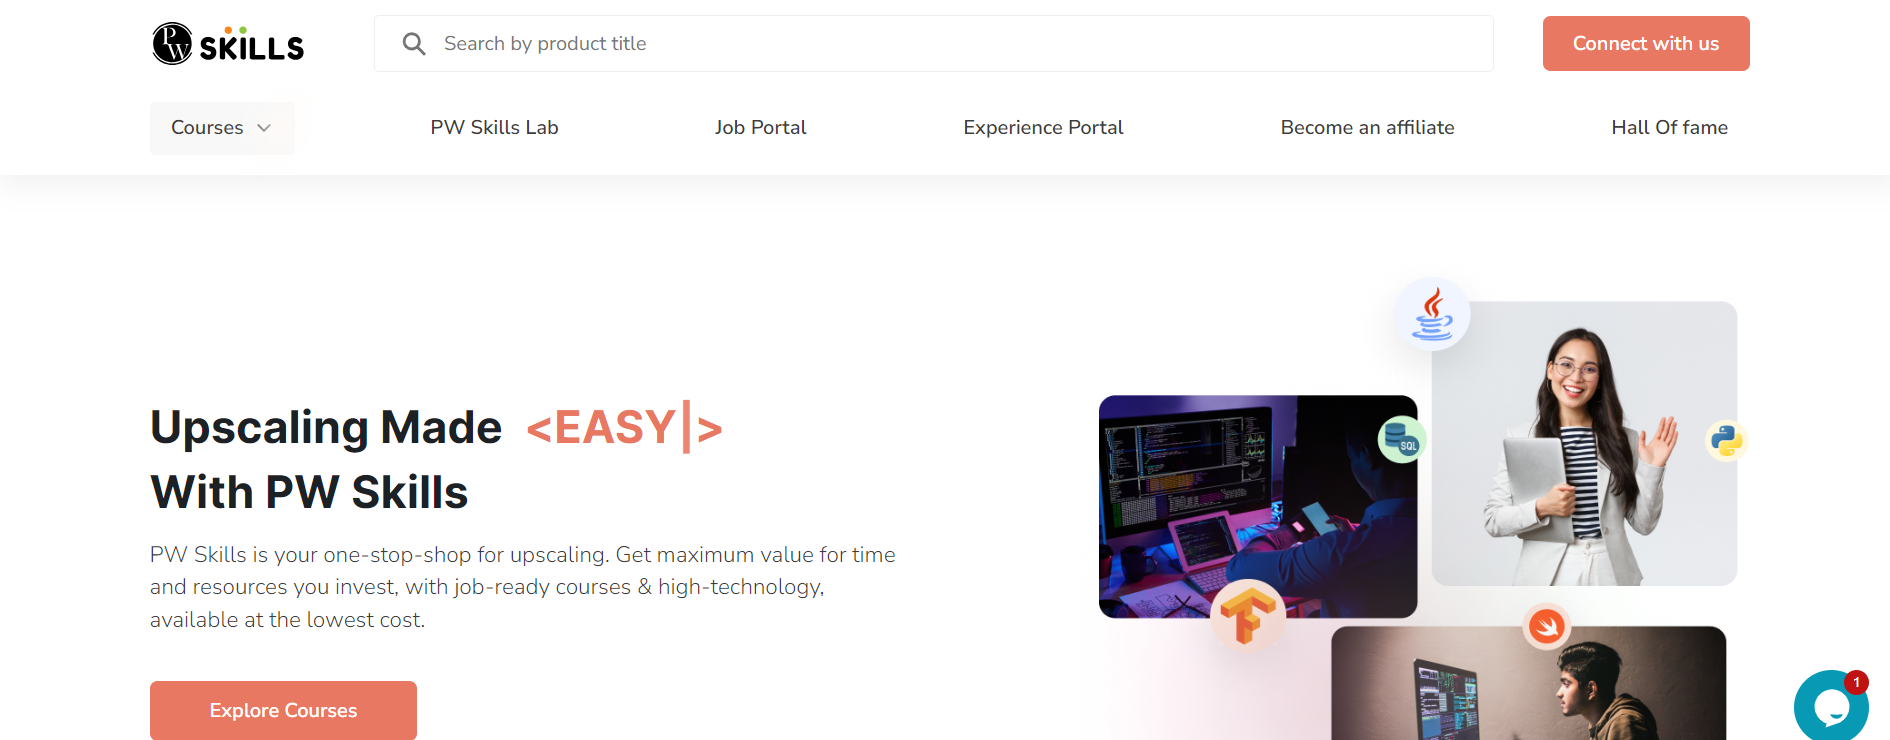 PW SKILLS
Search by product title
Connect with us
Courses
PW Skills Lab
Job Portal
Experience Portal
Become an affiliate
Hall Of fame
Upscaling Made <EASY|>
With PW Skills
PW Skills is your one-stop-shop for upscaling. Get maximum value for time
and resources you invest, with job-ready courses & high-technology,
available at the lowest cost.
Explore Courses
SQL
1